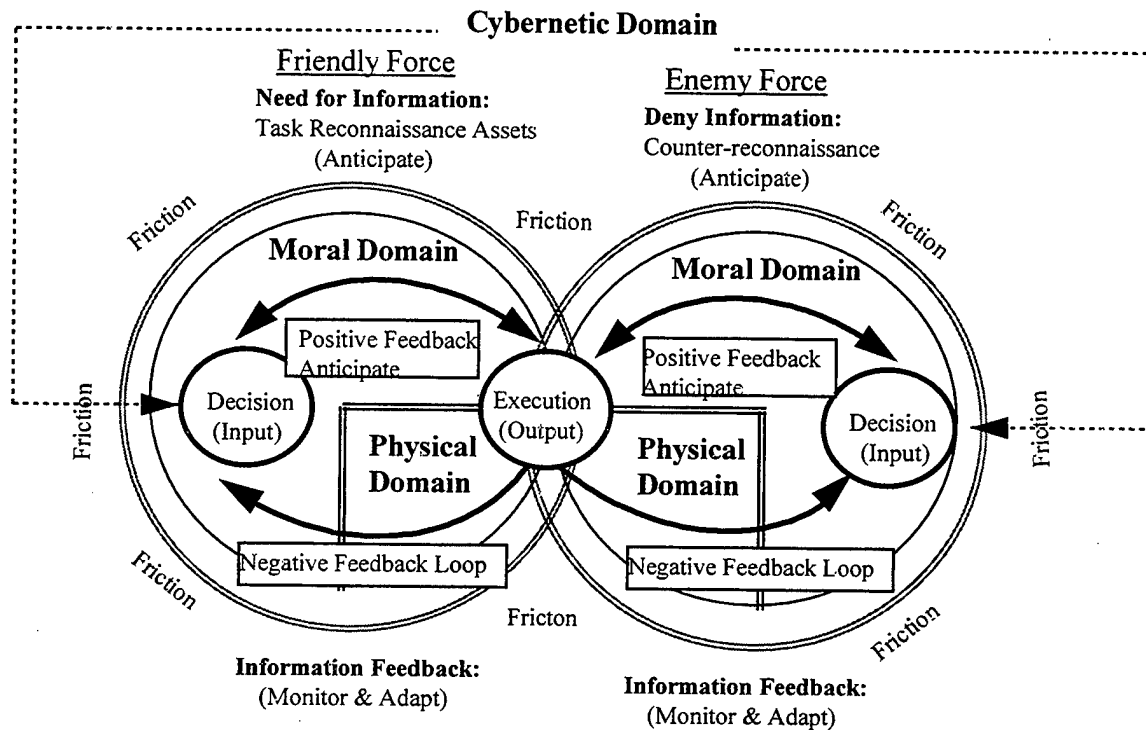 Cybernetic Domain
Friendly Force
Need for Information:
Task Reconnaissance Assets
(Anticipate)
Enemy Force
Deny Information:
Counter-reconnaissance
(Anticipate)
Friction
Friction
Friction
Moral Domain
Moral Domain
Positive Feedback
Anticipate
Positive Feedback
Anticipate
Friction
Decision
(Input)
Execution
(Output)
Decision
(Input)
Friction
Physical
Domain
Physical
Domain
Negative Feedback Loop
Negative Feedback Loop
Friction
Fricton
Friction
Information Feedback:
(Monitor & Adapt)
Information Feedback:
(Monitor & Adapt)